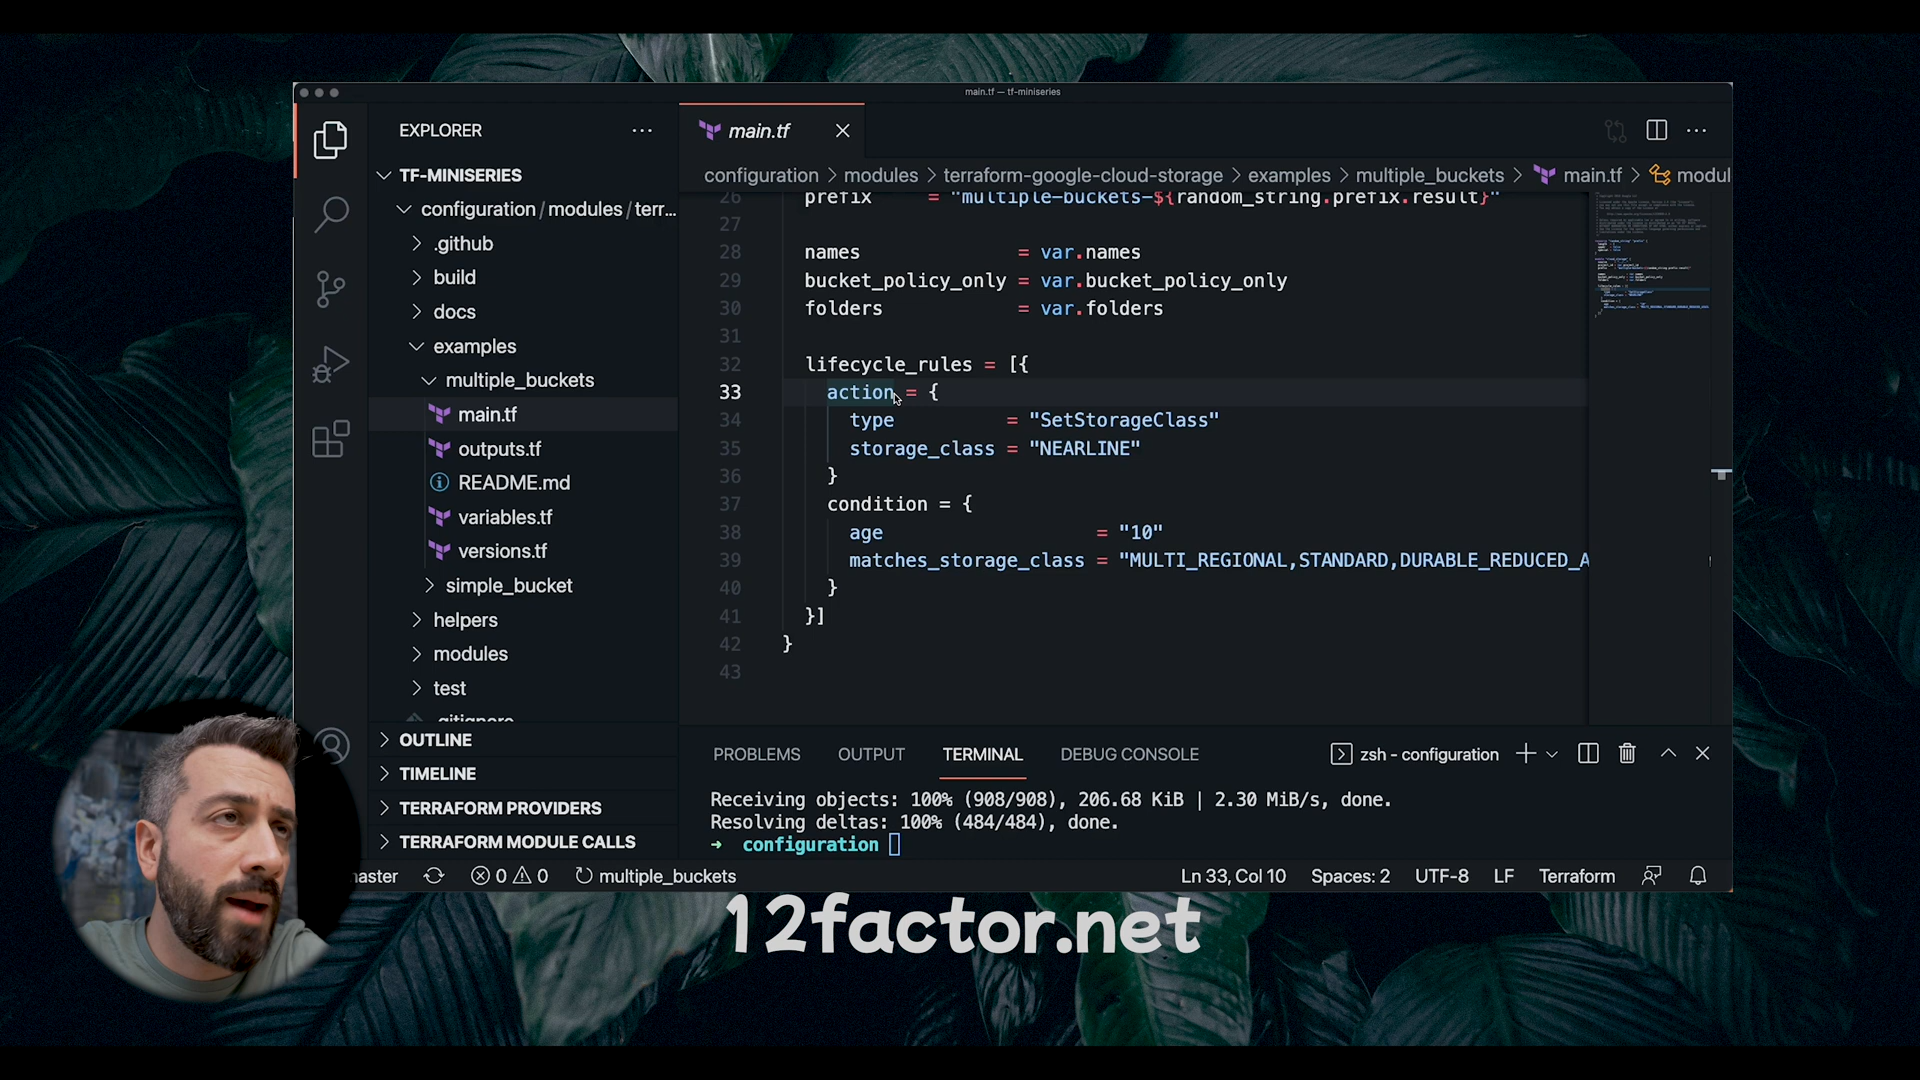 main.tf — tf-miniseries
EXPLORER
TF-MINISERIES
configuration/modules/terr...
.github
build
docs
examples
multiple_buckets
main.tf
outputs.tf
README.md
variables.tf
versions.tf
simple_bucket
helpers
modules
test
.gitignore
OUTLINE
TIMELINE
TERRAFORM PROVIDERS
TERRAFORM MODULE CALLS
main.tf
configuration > modules > terraform-google-cloud-storage > examples > multiple_buckets > main.tf > modul
26 prefix = "multiple-buckets-${random_string.prefix.result}"
27
28 names = var.names
29 bucket_policy_only = var.bucket_policy_only
30 folders = var.folders
31
32 lifecycle_rules = [{
33 action = {
34 type = "SetStorageClass"
35 storage_class = "NEARLINE"
36 }
37 condition = {
38 age = "10"
39 matches_storage_class = "MULTI_REGIONAL,STANDARD,DURABLE_REDUCED_A
40 }
41 }]
42 }
43
PROBLEMS OUTPUT TERMINAL DEBUG CONSOLE zsh - configuration
Receiving objects: 100% (908/908), 206.68 KiB | 2.30 MiB/s, done.
Resolving deltas: 100% (484/484), done.
➜ configuration
master 0 0 multiple_buckets Ln 33, Col 10 Spaces: 2 UTF-8 LF Terraform
12factor.net